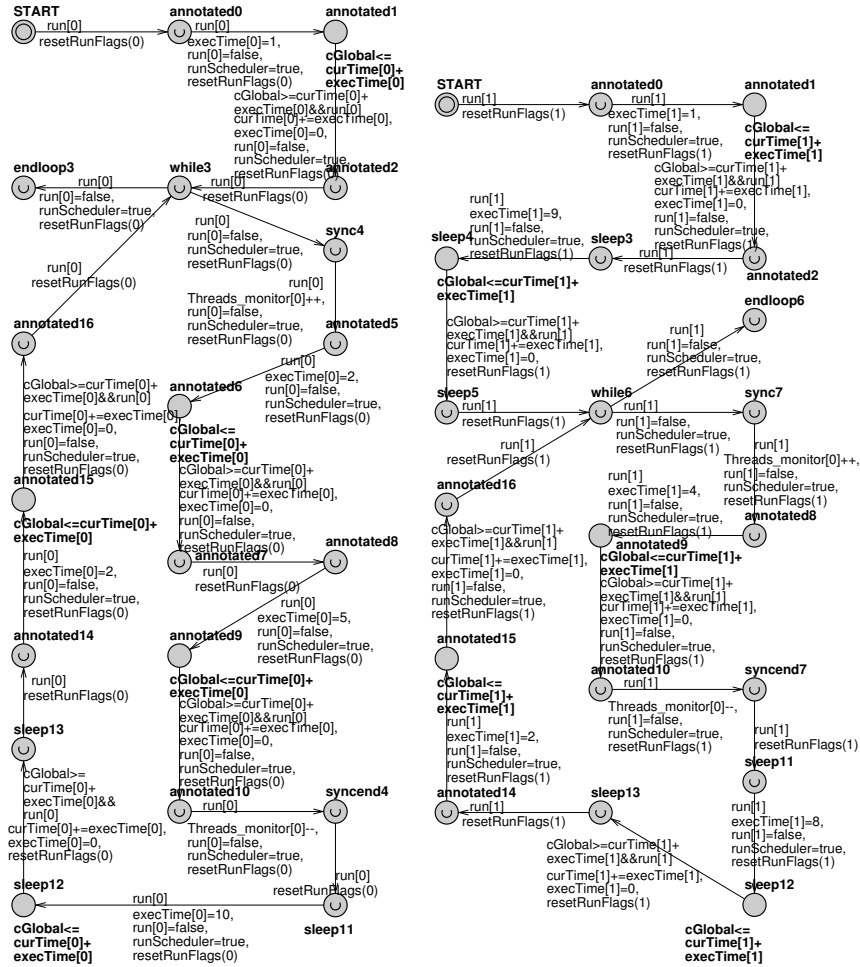 START
run[0]
resetRunFlags(0)
annotated0
run[0]
execTime[0]=1,
run[0]=false,
runScheduler=true,
resetRunFlags(0)
annotated1
cGlobal<=
curTime[0]+
execTime[0]
cGlobal>=curTime[0]+
execTime[0]&&run[0]
curTime[0]+=execTime[0],
execTime[0]=0,
run[0]=false,
runScheduler=true,
resetRunFlags(0)
annotated2
run[0]
resetRunFlags(0)
while3
endloop3
run[0]
run[0]=false,
runScheduler=true,
resetRunFlags(0)
run[0]
run[0]=false,
runScheduler=true,
resetRunFlags(0)
sync4
run[0]
Threads_monitor[0]++,
run[0]=false,
runScheduler=true,
resetRunFlags(0)
annotated5
run[0]
execTime[0]=2,
run[0]=false,
runScheduler=true,
resetRunFlags(0)
annotated6
cGlobal<=
curTime[0]+
execTime[0]
cGlobal>=curTime[0]+
execTime[0]&&run[0]
curTime[0]+=execTime[0],
execTime[0]=0,
run[0]=false,
runScheduler=true,
resetRunFlags(0)
annotated7
run[0]
resetRunFlags(0)
annotated8
run[0]
execTime[0]=5,
run[0]=false,
runScheduler=true,
resetRunFlags(0)
annotated9
cGlobal<=curTime[0]+
execTime[0]
cGlobal>=curTime[0]+
execTime[0]&&run[0]
curTime[0]+=execTime[0],
execTime[0]=0,
run[0]=false,
runScheduler=true,
resetRunFlags(0)
annotated10
run[0]
Threads_monitor[0]--,
run[0]=false,
runScheduler=true,
resetRunFlags(0)
syncend4
run[0]
resetRunFlags(0)
sleep11
run[0]
execTime[0]=10,
run[0]=false,
runScheduler=true,
resetRunFlags(0)
sleep12
cGlobal<=
curTime[0]+
execTime[0]
cGlobal>=
curTime[0]+
execTime[0]&&
run[0]
curTime[0]+=execTime[0],
execTime[0]=0,
resetRunFlags(0)
sleep13
run[0]
resetRunFlags(0)
annotated14
run[0]
execTime[0]=2,
run[0]=false,
runScheduler=true,
resetRunFlags(0)
annotated15
cGlobal<=curTime[0]+
execTime[0]
cGlobal>=curTime[0]+
execTime[0]&&run[0]
curTime[0]+=execTime[0],
execTime[0]=0,
run[0]=false,
runScheduler=true,
resetRunFlags(0)
annotated16
run[0]
resetRunFlags(0)
START
run[1]
resetRunFlags(1)
annotated0
run[1]
execTime[1]=1,
run[1]=false,
runScheduler=true,
resetRunFlags(1)
annotated1
cGlobal<=
curTime[1]+
execTime[1]
cGlobal>=curTime[1]+
execTime[1]&&run[1]
curTime[1]+=execTime[1],
execTime[1]=0,
run[1]=false,
runScheduler=true,
resetRunFlags(1)
annotated2
run[1]
resetRunFlags(1)
sleep3
run[1]
execTime[1]=9,
run[1]=false,
runScheduler=true,
resetRunFlags(1)
sleep4
cGlobal<=curTime[1]+
execTime[1]
cGlobal>=curTime[1]+
execTime[1]&&run[1]
curTime[1]+=execTime[1],
execTime[1]=0,
resetRunFlags(1)
sleep5
run[1]
resetRunFlags(1)
while6
run[1]
run[1]=false,
runScheduler=true,
resetRunFlags(1)
endloop6
run[1]
run[1]=false,
runScheduler=true,
resetRunFlags(1)
sync7
run[1]
Threads_monitor[0]++,
run[1]=false,
runScheduler=true,
resetRunFlags(1)
annotated8
run[1]
execTime[1]=4,
run[1]=false,
runScheduler=true,
resetRunFlags(1)
annotated9
cGlobal<=curTime[1]+
execTime[1]
cGlobal>=curTime[1]+
execTime[1]&&run[1]
curTime[1]+=execTime[1],
execTime[1]=0,
run[1]=false,
runScheduler=true,
resetRunFlags(1)
annotated10
run[1]
Threads_monitor[0]--,
run[1]=false,
runScheduler=true,
resetRunFlags(1)
syncend7
run[1]
resetRunFlags(1)
sleep11
run[1]
execTime[1]=8,
run[1]=false,
runScheduler=true,
resetRunFlags(1)
sleep12
cGlobal<=
curTime[1]+
execTime[1]
cGlobal>=curTime[1]+
execTime[1]&&run[1]
curTime[1]+=execTime[1],
execTime[1]=0,
resetRunFlags(1)
sleep13
run[1]
resetRunFlags(1)
annotated14
run[1]
execTime[1]=2,
run[1]=false,
runScheduler=true,
resetRunFlags(1)
annotated15
cGlobal<=
curTime[1]+
execTime[1]
cGlobal>=curTime[1]+
execTime[1]&&run[1]
curTime[1]+=execTime[1],
execTime[1]=0,
run[1]=false,
runScheduler=true,
resetRunFlags(1)
annotated16
run[1]
resetRunFlags(1)